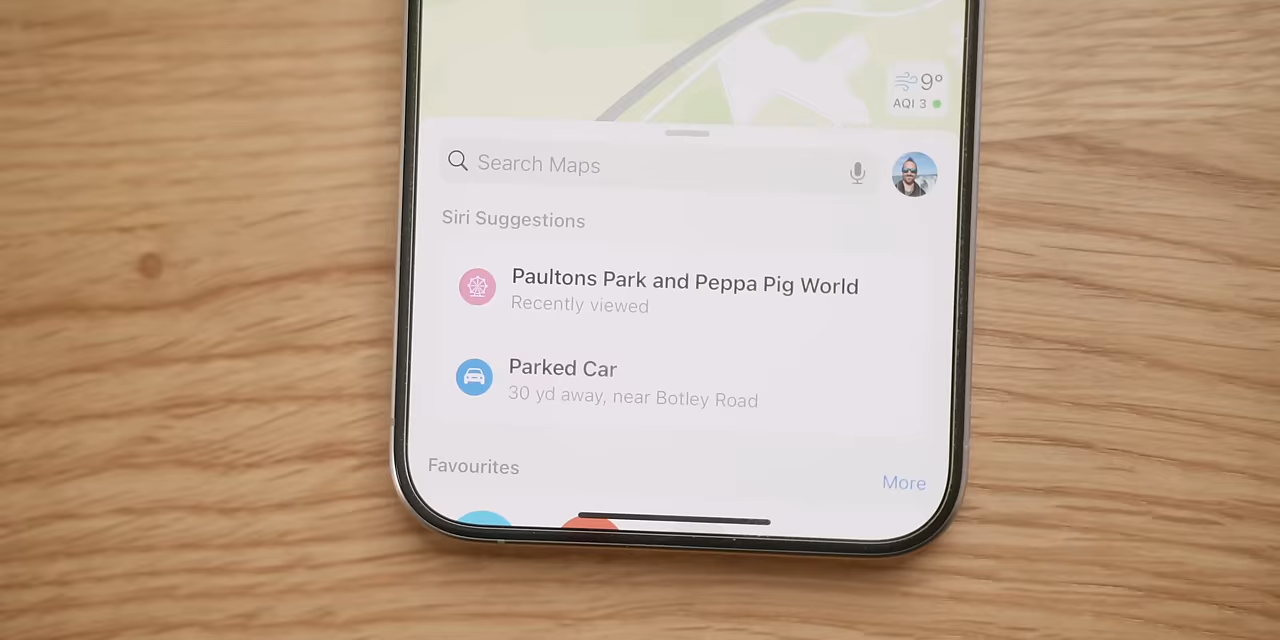 9°
AQI 3
Search Maps
Siri Suggestions
Paultons Park and Peppa Pig World
Recently viewed
Parked Car
30 yd away, near Botley Road
Favourites
More